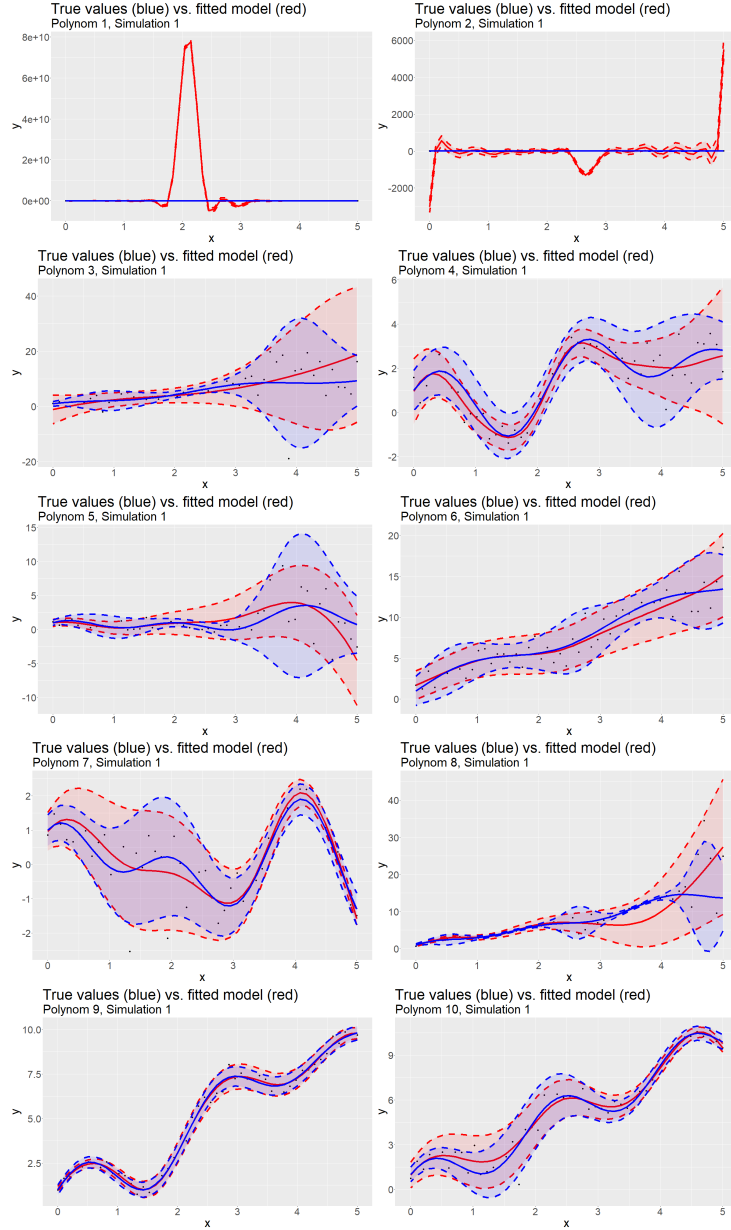 True values (blue) vs. fitted model (red)
Polynom 1, Simulation 1
8e+10
6e+10
4e+10
2e+10
0e+00
y
0 1 2 3 4 5
x
True values (blue) vs. fitted model (red)
Polynom 2, Simulation 1
6000
4000
2000
0
-2000
y
0 1 2 3 4 5
x
True values (blue) vs. fitted model (red)
Polynom 3, Simulation 1
40
20
0
-20
y
0 1 2 3 4 5
x
True values (blue) vs. fitted model (red)
Polynom 4, Simulation 1
6
4
2
0
-2
y
0 1 2 3 4 5
x
True values (blue) vs. fitted model (red)
Polynom 5, Simulation 1
15
10
5
0
-5
-10
y
0 1 2 3 4 5
x
True values (blue) vs. fitted model (red)
Polynom 6, Simulation 1
20
15
10
5
0
y
0 1 2 3 4 5
x
True values (blue) vs. fitted model (red)
Polynom 7, Simulation 1
2
1
0
-1
-2
y
0 1 2 3 4 5
x
True values (blue) vs. fitted model (red)
Polynom 8, Simulation 1
40
30
20
10
0
y
0 1 2 3 4 5
x
True values (blue) vs. fitted model (red)
Polynom 9, Simulation 1
10.0
7.5
5.0
2.5
y
0 1 2 3 4 5
x
True values (blue) vs. fitted model (red)
Polynom 10, Simulation 1
9
6
3
0
y
0 1 2 3 4 5
x